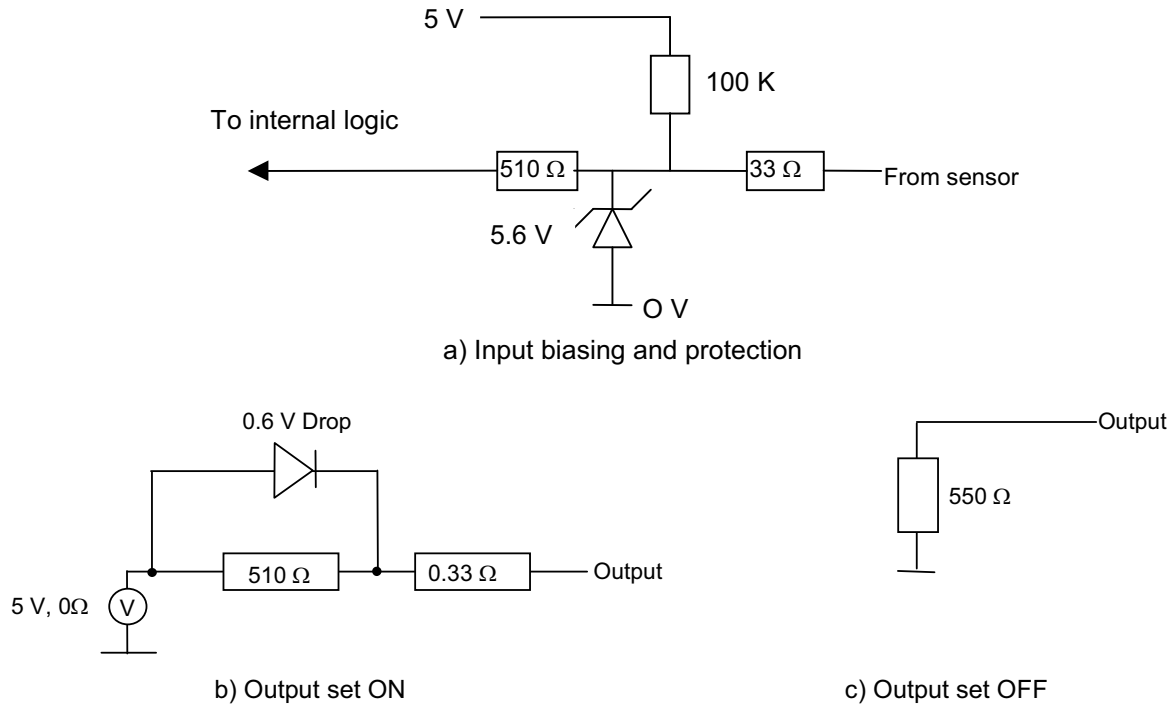 5 V
100 K
To internal logic
510 Ω
33 Ω
From sensor
5.6 V
O V
a) Input biasing and protection
0.6 V Drop
Output
550 Ω
510 Ω
0.33 Ω
Output
5 V, 0Ω
V
b) Output set ON
c) Output set OFF